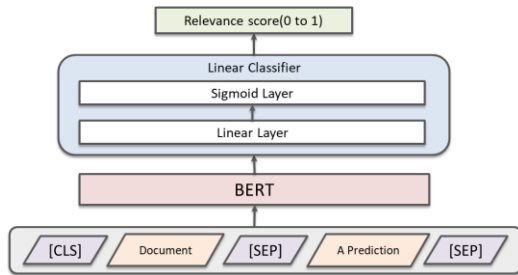 Relevance score(0 to 1)
Linear Classifier
Sigmoid Layer
Linear Layer
BERT
[CLS] Document [SEP] A Prediction [SEP]